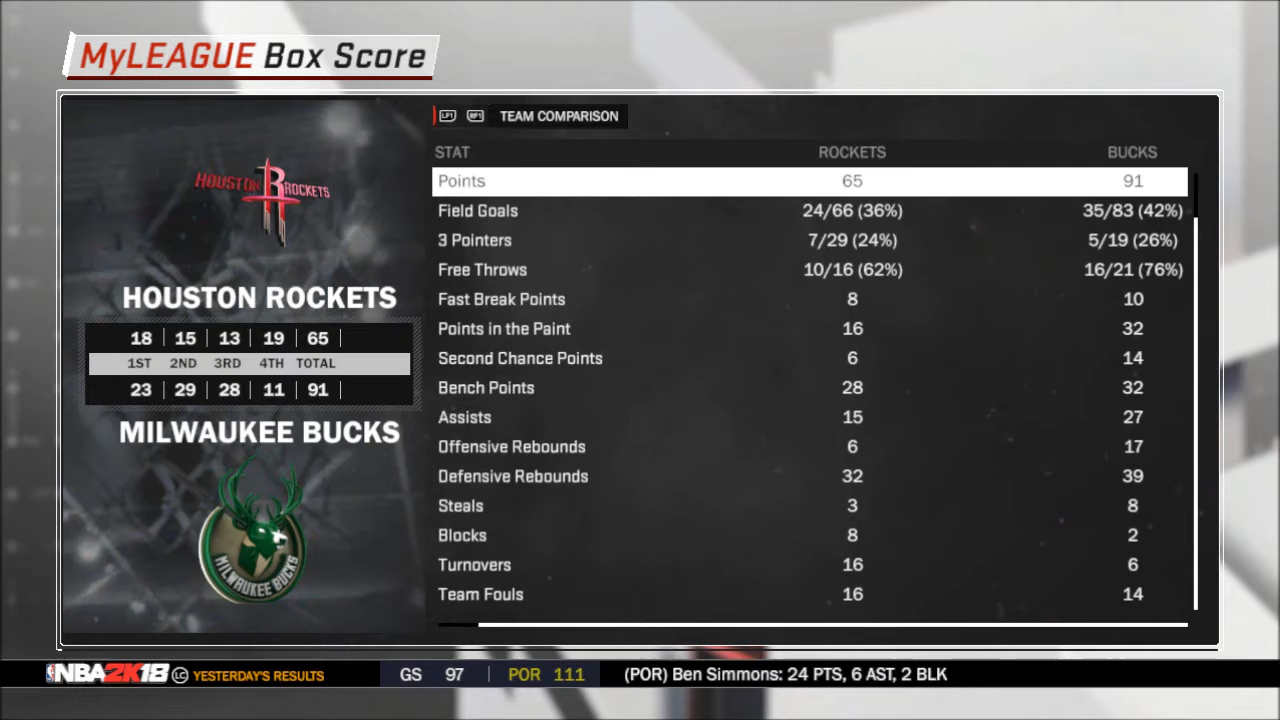 MyLEAGUE Box Score
HOUSTON R ROCKETS
HOUSTON ROCKETS
18 15 13 19 65
1ST 2ND 3RD 4TH TOTAL
23 29 28 11 91
MILWAUKEE BUCKS
MILWAUKEE BUCKS
LF1 RF1 TEAM COMPARISON
STAT ROCKETS BUCKS
Points 65 91
Field Goals 24/66 (36%) 35/83 (42%)
3 Pointers 7/29 (24%) 5/19 (26%)
Free Throws 10/16 (62%) 16/21 (76%)
Fast Break Points 8 10
Points in the Paint 16 32
Second Chance Points 6 14
Bench Points 28 32
Assists 15 27
Offensive Rebounds 6 17
Defensive Rebounds 32 39
Steals 3 8
Blocks 8 2
Turnovers 16 6
Team Fouls 16 14
NBA 2K18 LC YESTERDAY'S RESULTS GS 97 POR 111 (POR) Ben Simmons: 24 PTS, 6 AST, 2 BLK